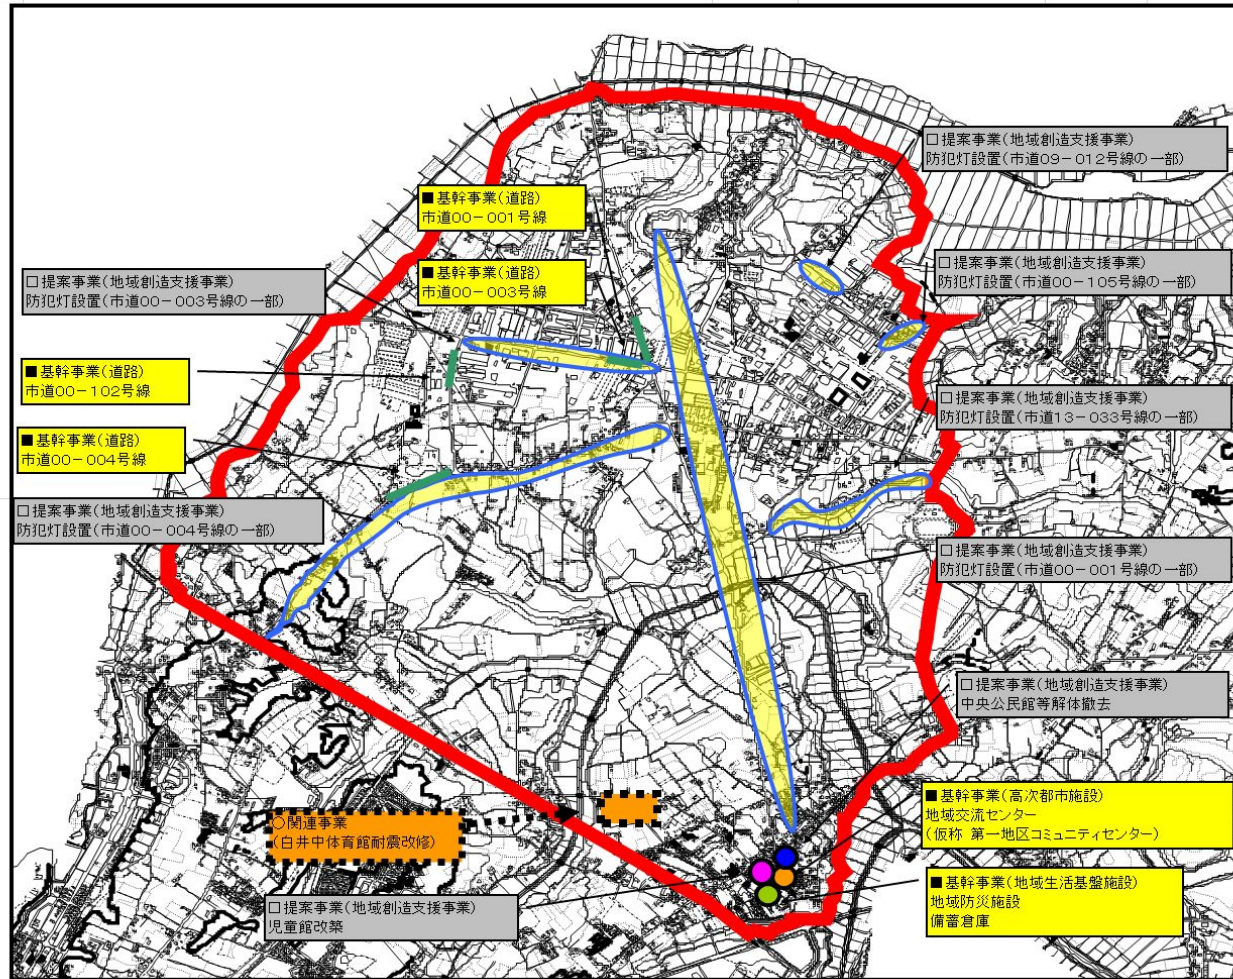 □提案事業(地域創造支援事業)
防犯灯設置(市道09-012号線の一部)
■基幹事業(道路)
市道00-001号線
■基幹事業(道路)
市道00-003号線
□提案事業(地域創造支援事業)
防犯灯設置(市道00-105号線の一部)
□提案事業(地域創造支援事業)
防犯灯設置(市道00-003号線の一部)
■基幹事業(道路)
市道00-102号線
□提案事業(地域創造支援事業)
防犯灯設置(市道13-033号線の一部)
■基幹事業(道路)
市道00-004号線
□提案事業(地域創造支援事業)
防犯灯設置(市道00-004号線の一部)
□提案事業(地域創造支援事業)
防犯灯設置(市道00-001号線の一部)
□提案事業(地域創造支援事業)
中央公民館等解体撤去
■基幹事業(高次都市施設)
地域交流センター
(仮称 第一地区コミュニティセンター)
○関連事業
(白井中体育館耐震改修)
■基幹事業(地域生活基盤施設)
地域防災施設
備蓄倉庫
□提案事業(地域創造支援事業)
児童館改築